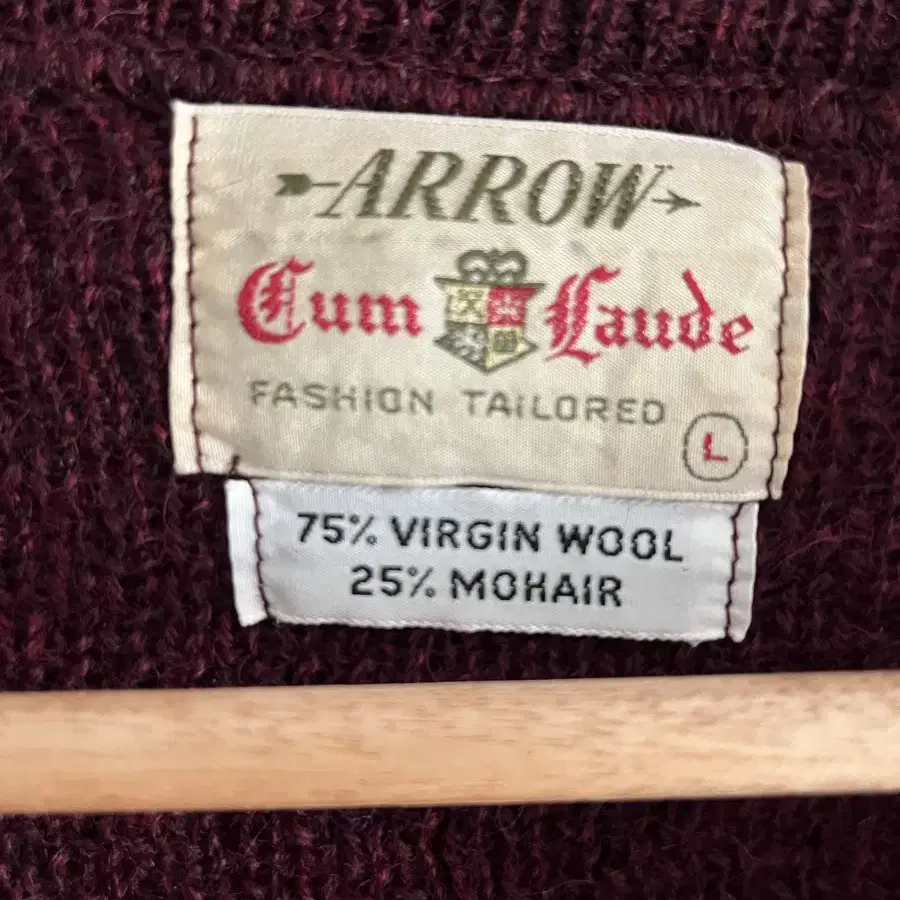 ARROW
Cum Laude
FASHION TAILORED
L
75% VIRGIN WOOL
25% MOHAIR